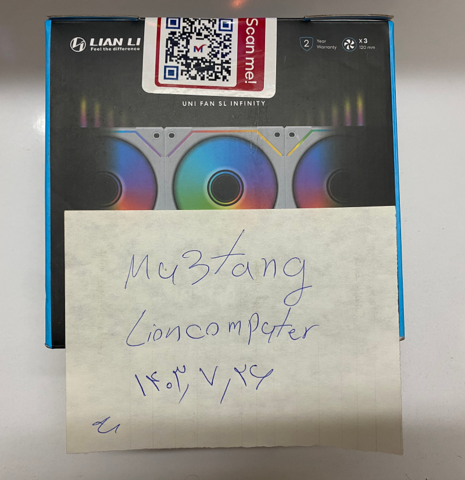 LIAN LI
Feel the difference
Scan me!
2 Year Warranty
x 3
120 mm
UNI FAN SL INFINITY
Mu3tang
Lioncomputer
۱۴۰۳,۷,۲۶